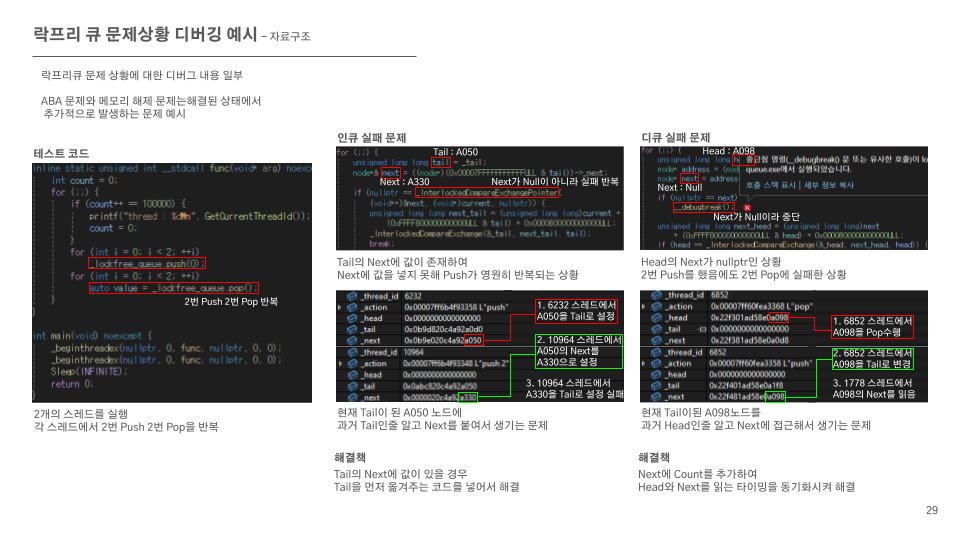 락프리 큐 문제상황 디버깅 예시 – 자료구조
락프리큐 문제 상황에 대한 디버그 내용 일부
ABA 문제와 메모리 해제 문제는해결된 상태에서
추가적으로 발생하는 문제 예시
테스트 코드
inline static unsigned int __stdcall func(void* arg) noexcept
int count = 0;
for (;;) {
if (count++ == 100000) {
printf("thread : %d\n", GetCurrentThreadId());
count = 0;
}
for (int i = 0; i < 2; ++i)
_lockfree_queue.push(0);
for (int i = 0; i < 2; ++i)
auto value = _lockfree_queue.pop();
}
2번 Push 2번 Pop 반복
}
int main(void) noexcept {
_beginthreadex(nullptr, 0, func, nullptr, 0, 0);
_beginthreadex(nullptr, 0, func, nullptr, 0, 0);
Sleep(INFINITE);
return 0;
}
2개의 스레드를 실행
각 스레드에서 2번 Push 2번 Pop을 반복
인큐 실패 문제
for (;;) {
Tail : A050
unsigned long long tail = _tail;
node*& next = ((node*)(0x00007FFFFFFFFFFFULL & tail))->_next;
Next : A330
Next가 Null이 아니라 실패 반복
if (nullptr == _InterlockedCompareExchangePointer(
(void**)&next, (void*)current, nullptr)) {
unsigned long long next_tail = (unsigned long long)current +
(0xFFFF800000000000ULL & tail) + 0x0000800000000000ULL;
_InterlockedCompareExchange(&_tail, next_tail, tail);
break;
Tail의 Next에 값이 존재하여
Next에 값을 넣지 못해 Push가 영원히 반복되는 상황
_thread_id 6232
_action 0x00007ff6b4f93358 L"push"
_head 0x0000000000000000
_tail 0x0b9d820c4a92a0d0
_next 0x0b9e020c4a92a050
_thread_id 10964
_action 0x00007ff6b4f93348 L"push 2"
_head 0x0000000000000000
_tail 0x0abc820c4a92a050
_next 0x0000020c4a92a330
1. 6232 스레드에서
A050을 Tail로 설정
2. 10964 스레드에서
A050의 Next를
A330으로 설정
3. 10964 스레드에서
A330을 Tail로 설정 실패
현재 Tail이 된 A050 노드에
과거 Tail인줄 알고 Next를 붙여서 생기는 문제
해결책
Tail의 Next에 값이 있을 경우
Tail을 먼저 옮겨주는 코드를 넣어서 해결
디큐 실패 문제
for (;;) {
Head : A098
unsigned long long h
중단점 명령(__debugbreak() 문 또는 유사한 호출)이 lo
node* address = (nod
queue.exe에서 실행되었습니다.
node* next = address
호출 스택 표시 | 세부 정보 복사
Next : Null
if (nullptr == next)
__debugbreak();
Next가 Null이라 중단
unsigned long long next_head = (unsigned long long)next
+ (0xFFFF800000000000ULL & head) + 0x0000800000000000ULL;
if (head == _InterlockedCompareExchange(&_head, next_head, head)) {
Head의 Next가 nullptr인 상황
2번 Push를 했음에도 2번 Pop에 실패한 상황
_thread_id 6852
_action 0x00007ff60fea3368 L"pop"
_head 0x22f301ad58e0a098
_tail 0x0000000000000000
_next 0x22f381ad58e0a0d8
_thread_id 6852
_action 0x00007ff60fea3358 L"push"
_head 0x0000000000000000
_tail 0x22f401ad58e0a1f8
_next 0x22f481ad58e0a098
1. 6852 스레드에서
A098을 Pop수행
2. 6852 스레드에서
A098을 Tail로 변경
3. 1778 스레드에서
A098의 Next를 읽음
현재 Tail이된 A098노드를
과거 Head인줄 알고 Next에 접근해서 생기는 문제
해결책
Next에 Count를 추가하여
Head와 Next를 읽는 타이밍을 동기화시켜 해결
29